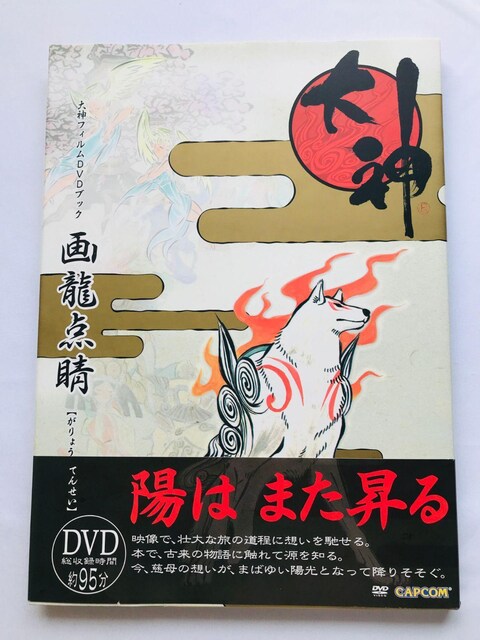 大神
大神フィルムDVDブック
画龍点睛
【がりょうてんせい】
陽は また昇る
映像で、壮大な旅の道程に想いを馳せる。
本で、古来の物語に触れて源を知る。
今、慈母の想いが、まばゆい陽光となって降りそそぐ。
DVD
総収録時間
約95分
DVD
VIDEO
CAPCOM